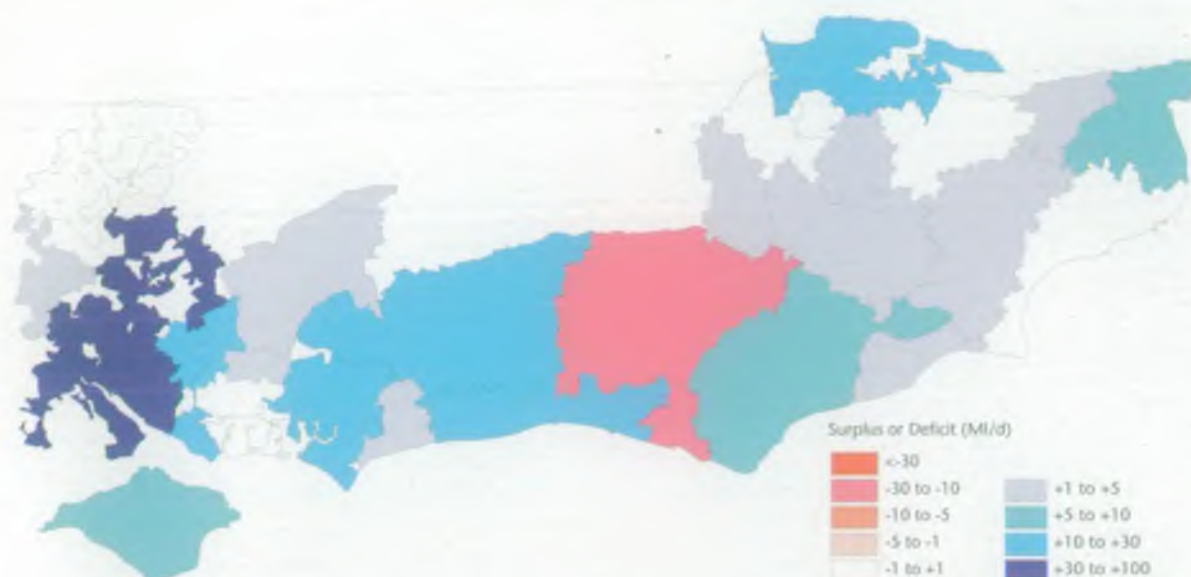 Surplus or Deficit (Ml/d)
<-30
-30 to -10
-10 to -5
-5 to -1
-1 to +1
+1 to +5
+5 to +10
+10 to +30
+30 to +100